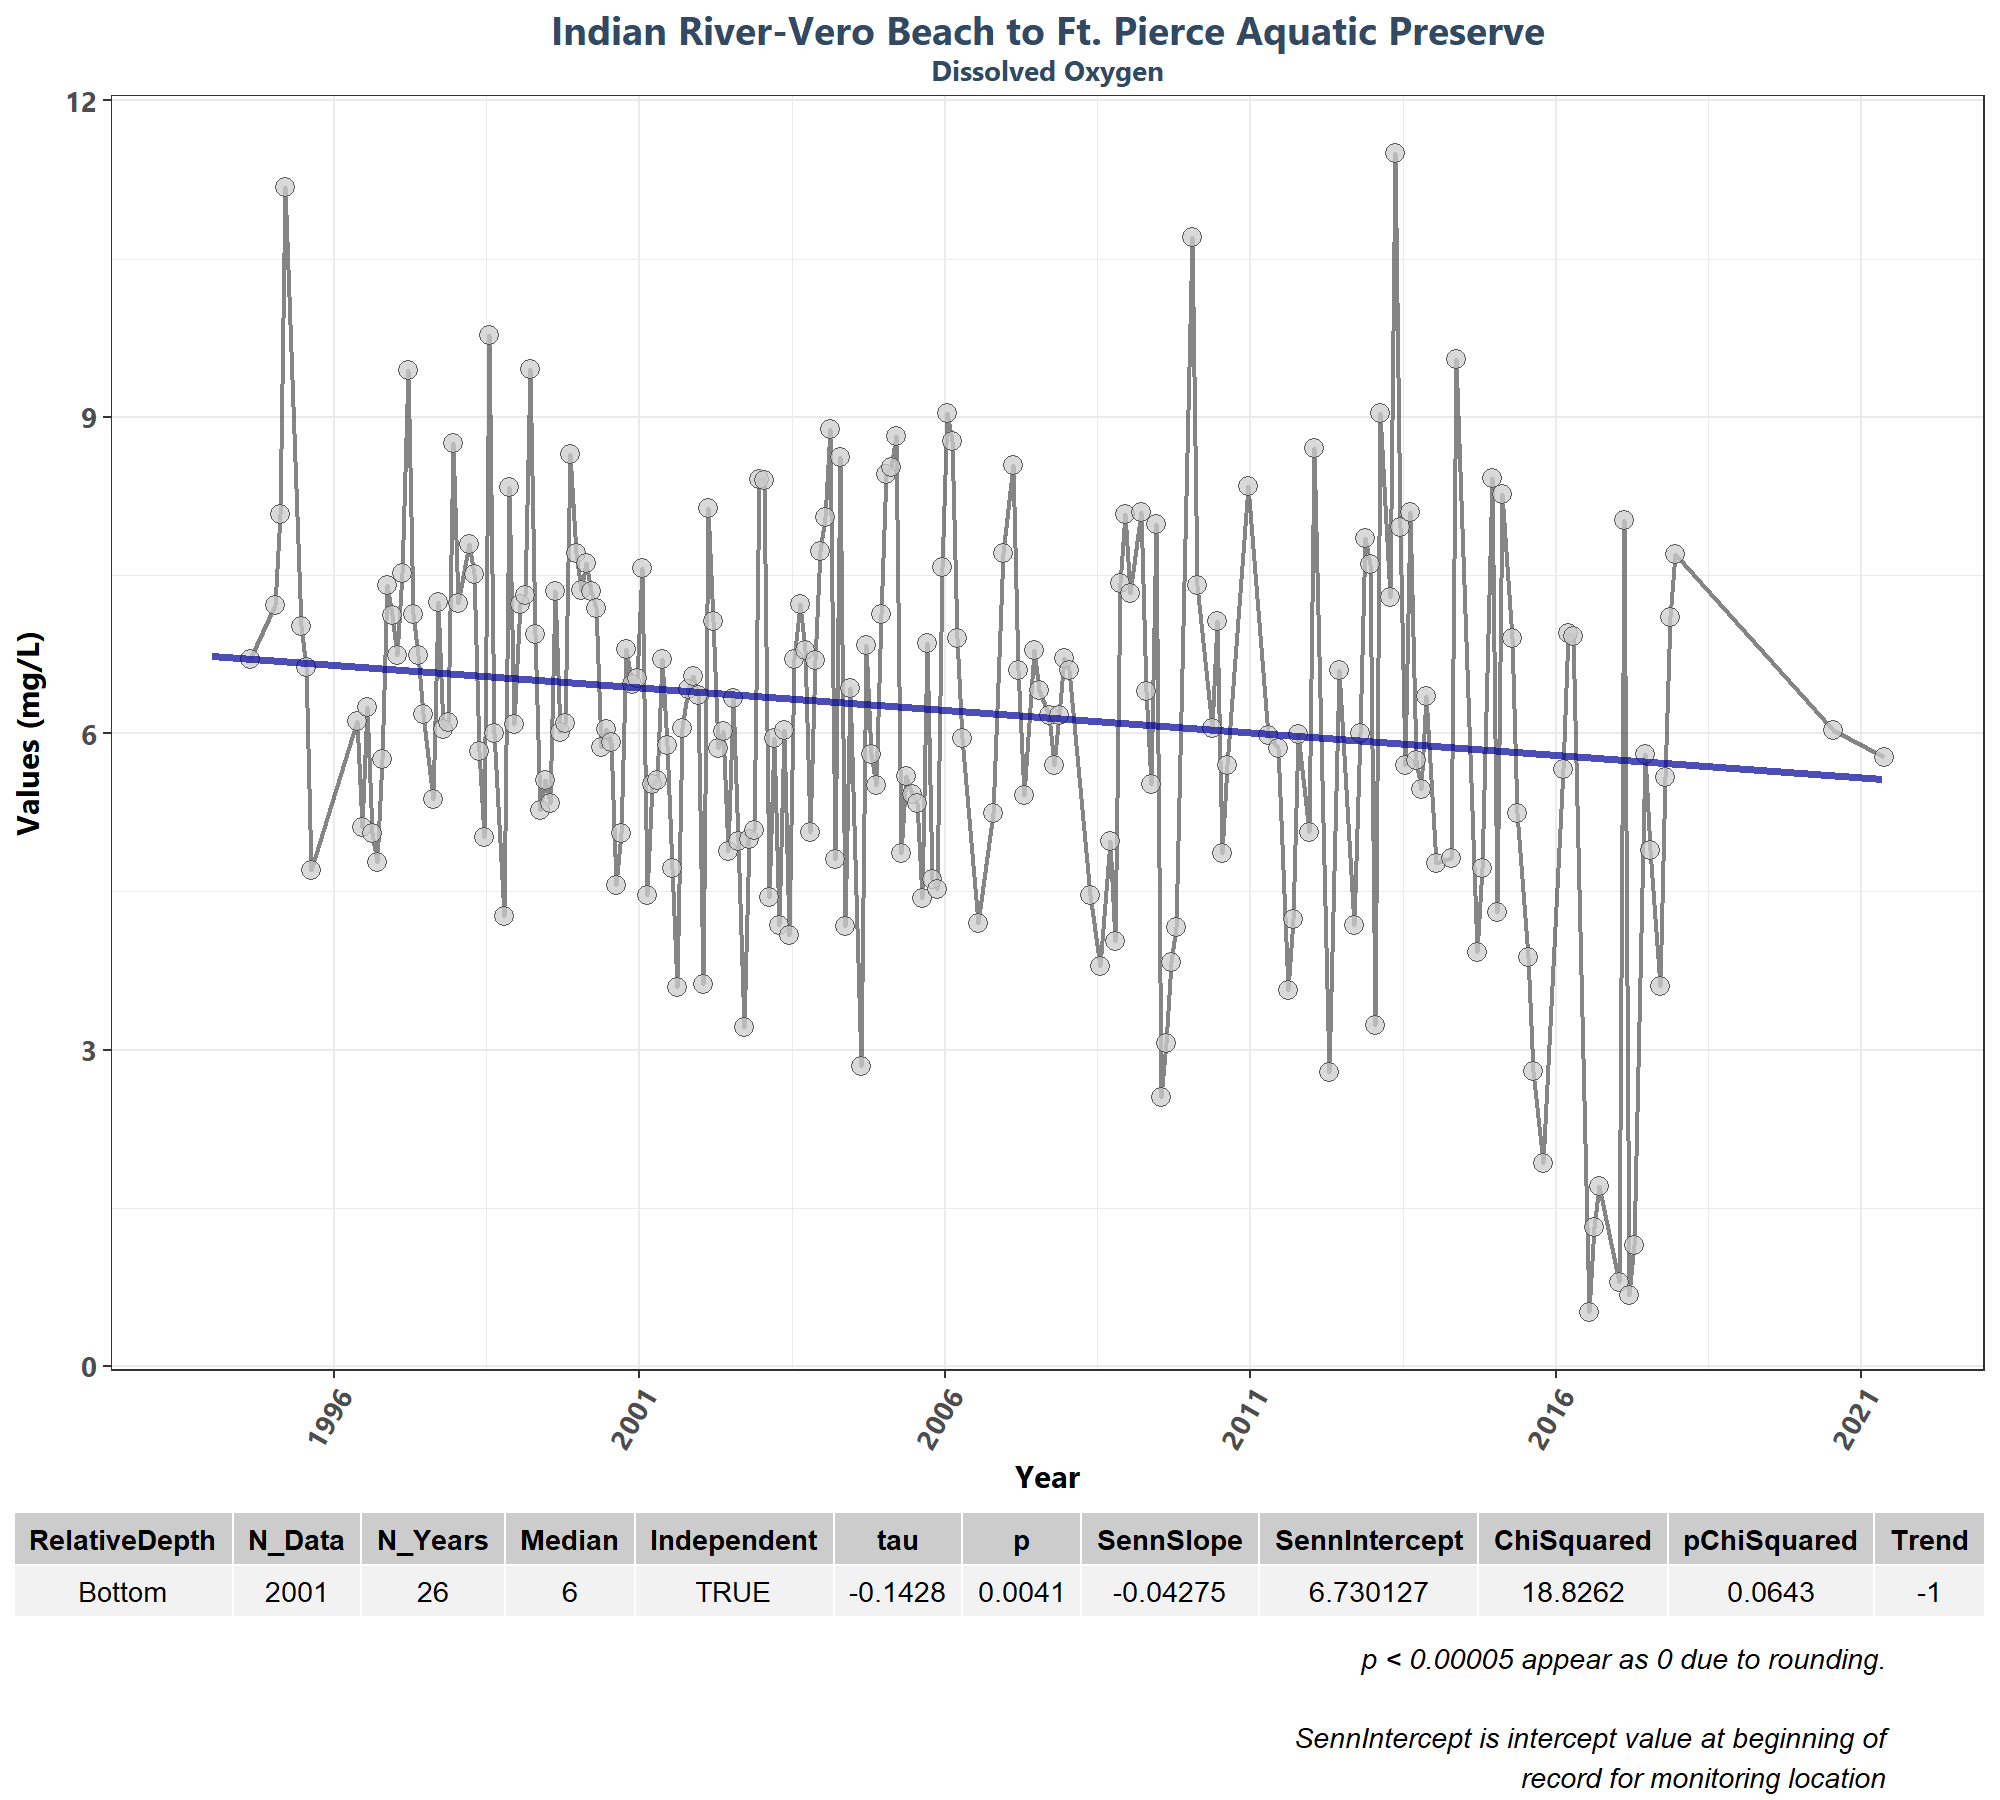 Indian River-Vero Beach to Ft. Pierce Aquatic Preserve
Dissolved Oxygen
12
9
6
3
0
Values (mg/L)
1996 2001 2006 2011 2016 2021
Year
RelativeDepth N_Data N_Years Median Independent tau p SennSlope SennIntercept ChiSquared pChiSquared Trend
Bottom 2001 26 6 TRUE -0.1428 0.0041 -0.04275 6.730127 18.8262 0.0643 -1
p < 0.00005 appear as 0 due to rounding.
SennIntercept is intercept value at beginning of
record for monitoring location